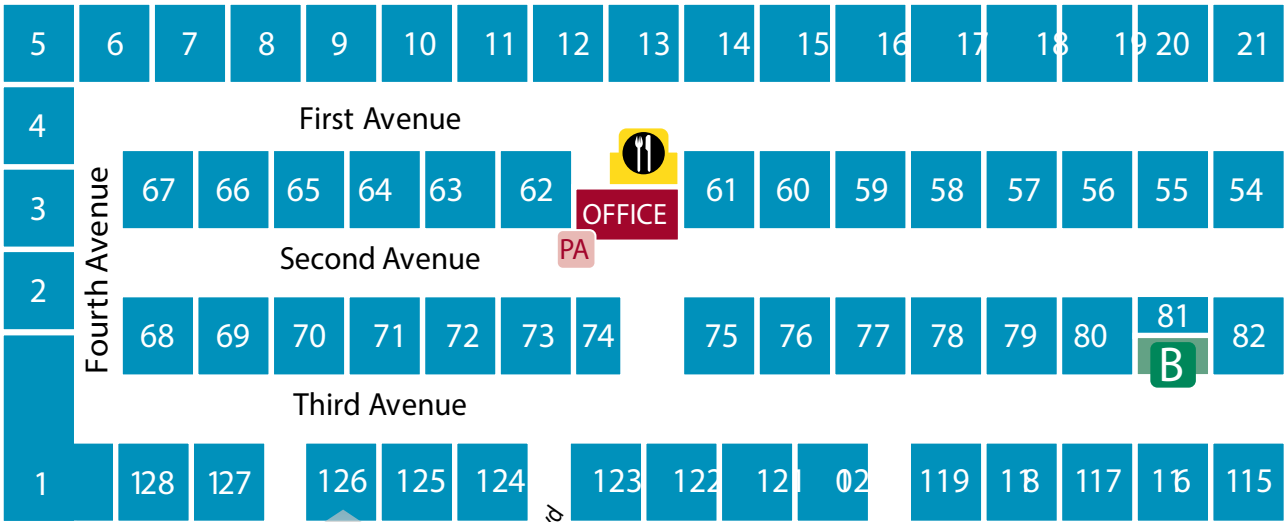 5 6 7 8 9 10 11 12 13 14 15 16 17 18 19 20 21
4
First Avenue
3
67 66 65 64 63 62 61 60 59 58 57 56 55 54
OFFICE
PA
Fourth Avenue
Second Avenue
2
68 69 70 71 72 73 74 75 76 77 78 79 80 81 82
B
Third Avenue
1 128 127 126 125 124 123 122 121 119 118 117 116 115